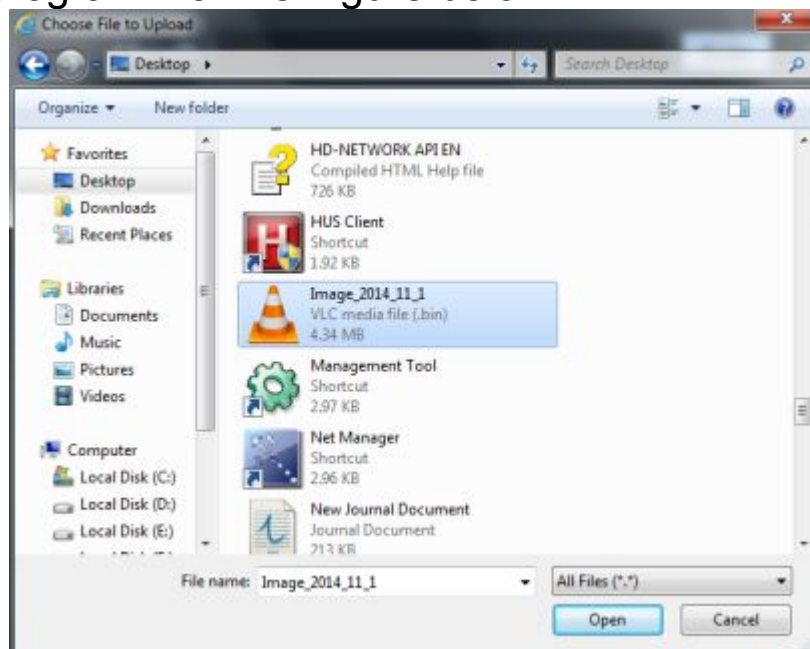 Choose File to Upload
Desktop
Search Desktop
Organize
New folder
Favorites
Desktop
Downloads
Recent Places
Libraries
Documents
Music
Pictures
Videos
Computer
Local Disk (C:)
Local Disk (D:)
Local Disk (E:)
HD-NETWORK API EN
Compiled HTML Help file
726 KB
HUS Client
Shortcut
1.92 KB
Image_2014_11_1
VLC media file (.bin)
4.34 MB
Management Tool
Shortcut
2.97 KB
Net Manager
Shortcut
2.96 KB
New Journal Document
Journal Document
213 KB
File name: Image_2014_11_1
All Files (*.*)
Open
Cancel